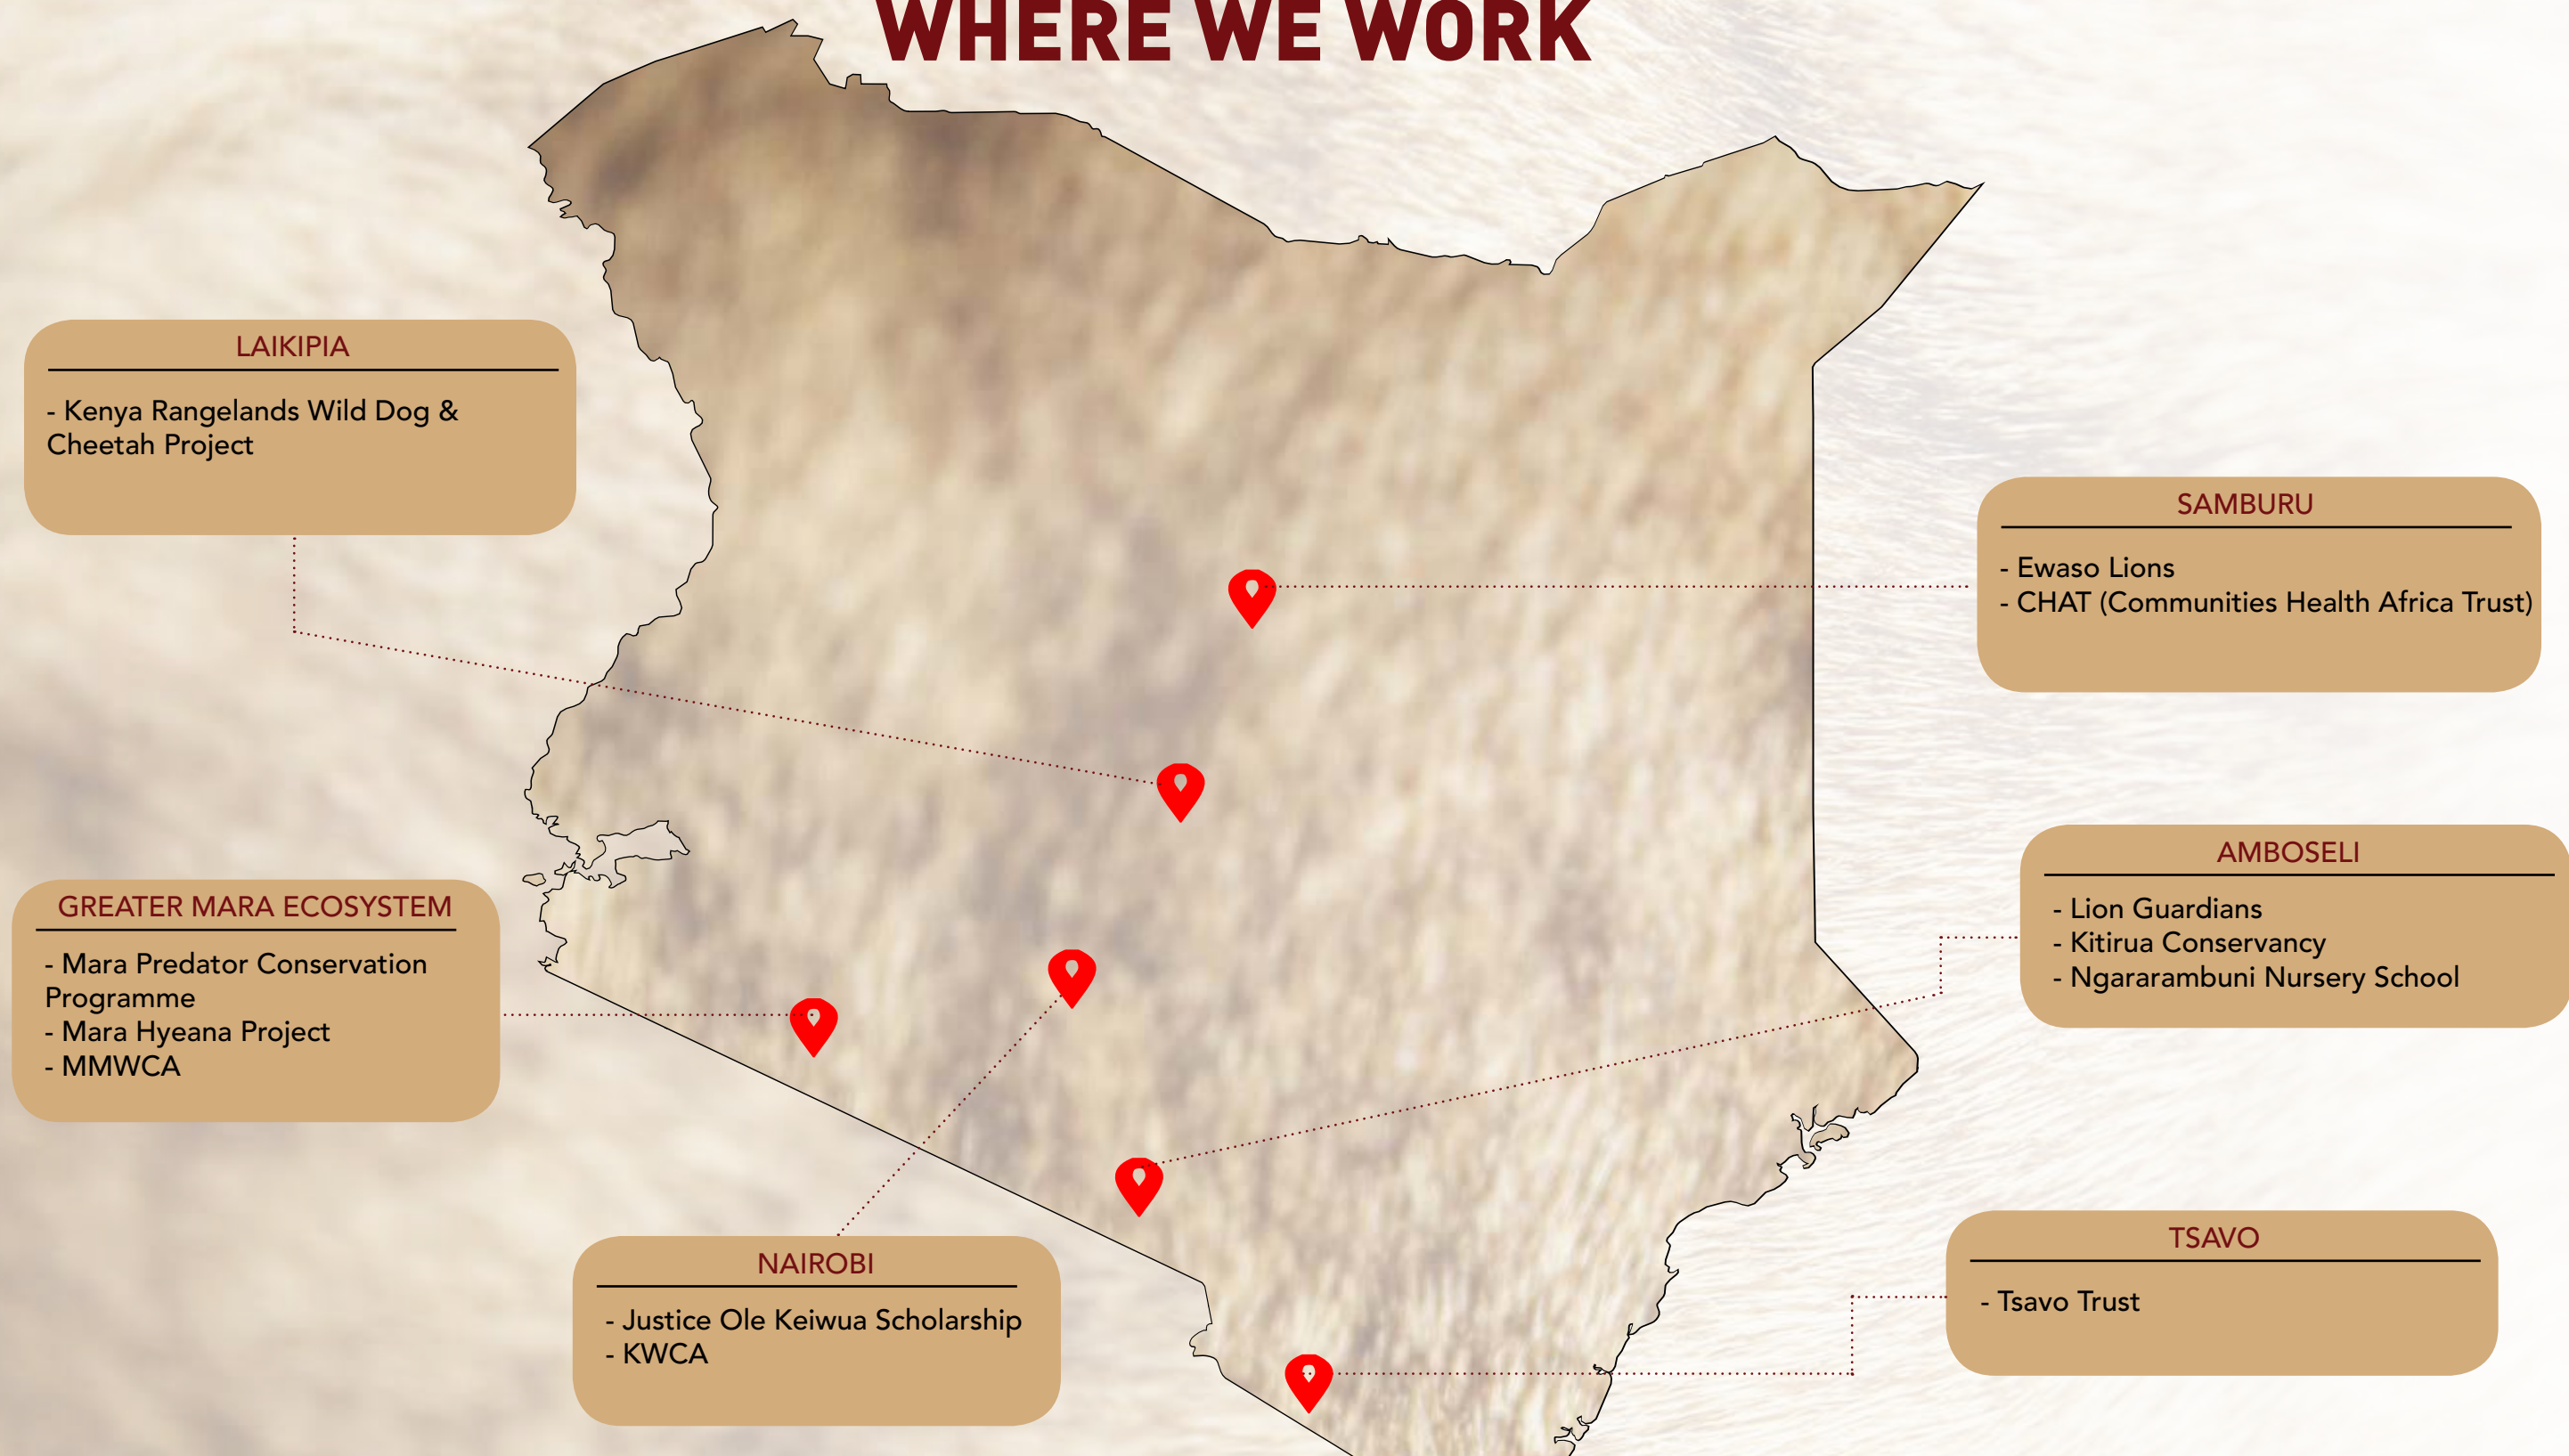 WHERE WE WORK
LAIKIPIA
- Kenya Rangelands Wild Dog &
Cheetah Project
SAMBURU
- Ewaso Lions
- CHAT (Communities Health Africa Trust)
AMBOSELI
- Lion Guardians
- Kitirua Conservancy
- Ngararambuni Nursery School
GREATER MARA ECOSYSTEM
- Mara Predator Conservation
Programme
- Mara Hyeana Project
- MMWCA
NAIROBI
- Justice Ole Keiwua Scholarship
- KWCA
TSAVO
- Tsavo Trust